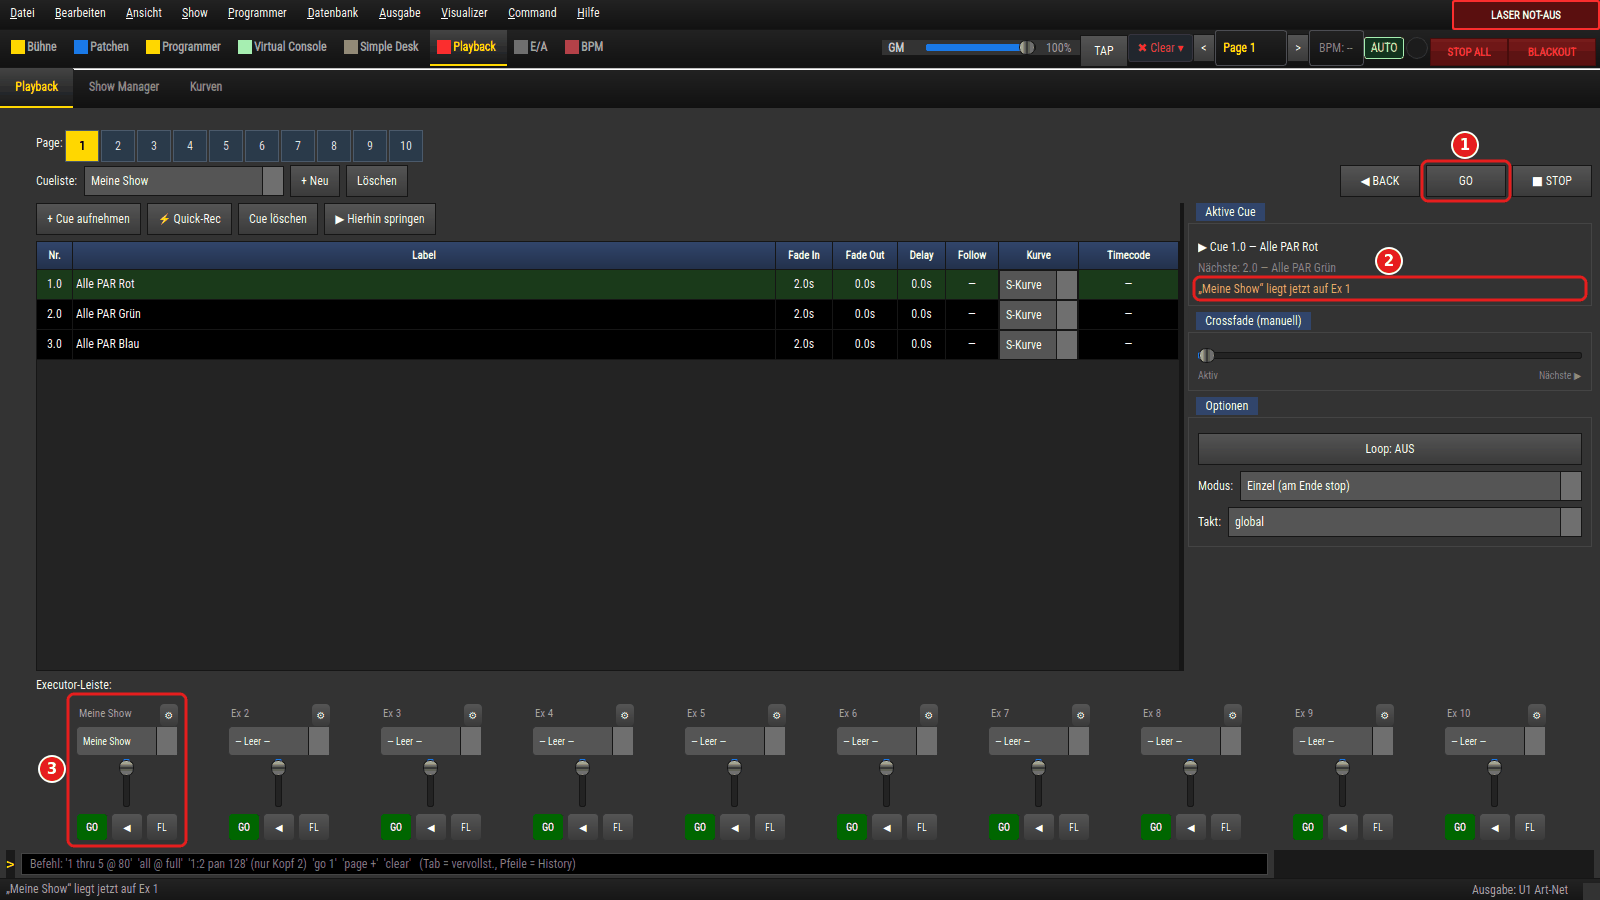 Datei Bearbeiten Ansicht Show Programmer Datenbank Ausgabe Visualizer Command Hilfe
LASER NOT-AUS
Bühne Patchen Programmer Virtual Console Simple Desk Playback E/A BPM
GM 100% TAP ✖ Clear ▾ < Page 1 > BPM: -- AUTO STOP ALL BLACKOUT
Playback Show Manager Kurven
Page: 1 2 3 4 5 6 7 8 9 10
1
Cueliste: Meine Show + Neu Löschen ◀ BACK GO ■ STOP
+ Cue aufnehmen ⚡ Quick-Rec Cue löschen ▶ Hierhin springen
Aktive Cue
Nr. Label Fade In Fade Out Delay Follow Kurve Timecode
1.0 Alle PAR Rot 2.0s 0.0s 0.0s – S-Kurve –
2.0 Alle PAR Grün 2.0s 0.0s 0.0s – S-Kurve –
3.0 Alle PAR Blau 2.0s 0.0s 0.0s – S-Kurve –
▶ Cue 1.0 – Alle PAR Rot
2
Nächste: 2.0 – Alle PAR Grün
„Meine Show“ liegt jetzt auf Ex 1
Crossfade (manuell)
Aktiv Nächste ▶
Optionen
Loop: AUS
Modus: Einzel (am Ende stop)
Takt: global
Executor-Leiste:
Meine Show ⚙ Ex 2 ⚙ Ex 3 ⚙ Ex 4 ⚙ Ex 5 ⚙ Ex 6 ⚙ Ex 7 ⚙ Ex 8 ⚙ Ex 9 ⚙ Ex 10 ⚙
Meine Show – Leer – – Leer – – Leer – – Leer – – Leer – – Leer – – Leer – – Leer – – Leer –
3
GO ◀ FL GO ◀ FL GO ◀ FL GO ◀ FL GO ◀ FL GO ◀ FL GO ◀ FL GO ◀ FL GO ◀ FL GO ◀ FL
> Befehl: '1 thru 5 @ 80' 'all @ full' '1:2 pan 128' (nur Kopf 2) 'go 1' 'page +' 'clear' (Tab = vervollst., Pfeile = History)
„Meine Show“ liegt jetzt auf Ex 1 Ausgabe: U1 Art-Net